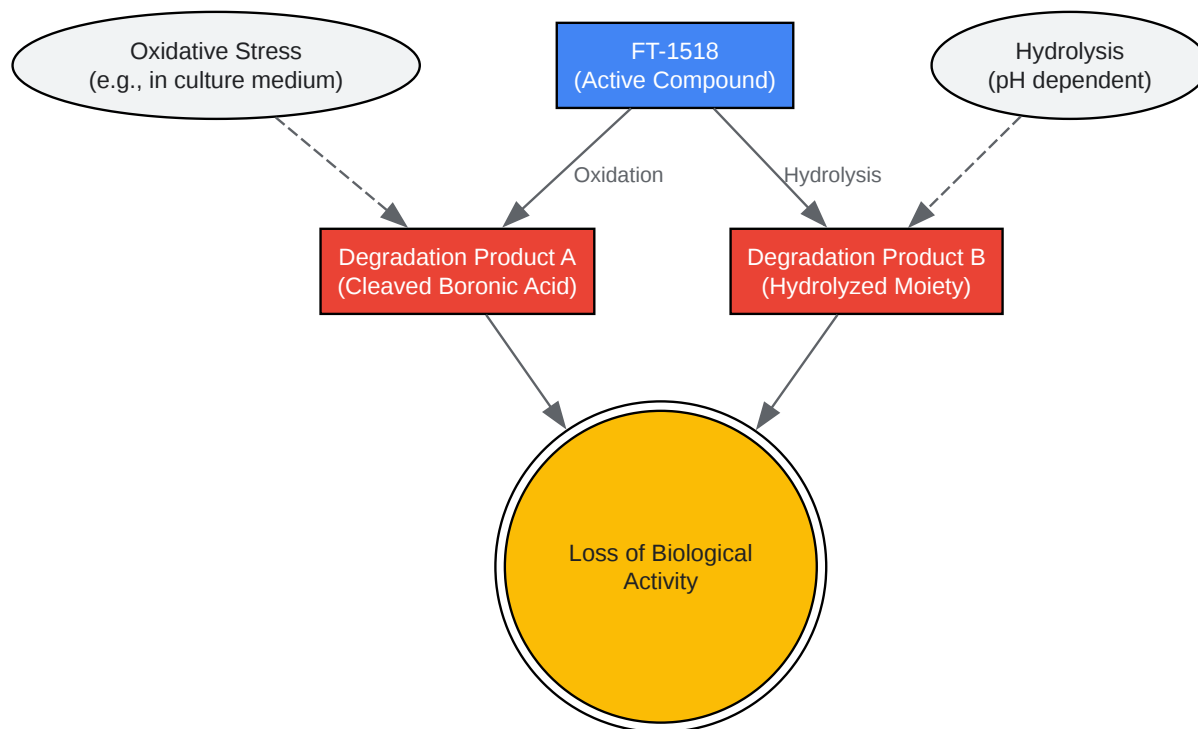 Oxidative Stress
(e.g., in culture medium)
FT-1518
(Active Compound)
Hydrolysis
(pH dependent)
Oxidation
Hydrolysis
Degradation Product A
(Cleaved Boronic Acid)
Degradation Product B
(Hydrolyzed Moiety)
Loss of Biological
Activity